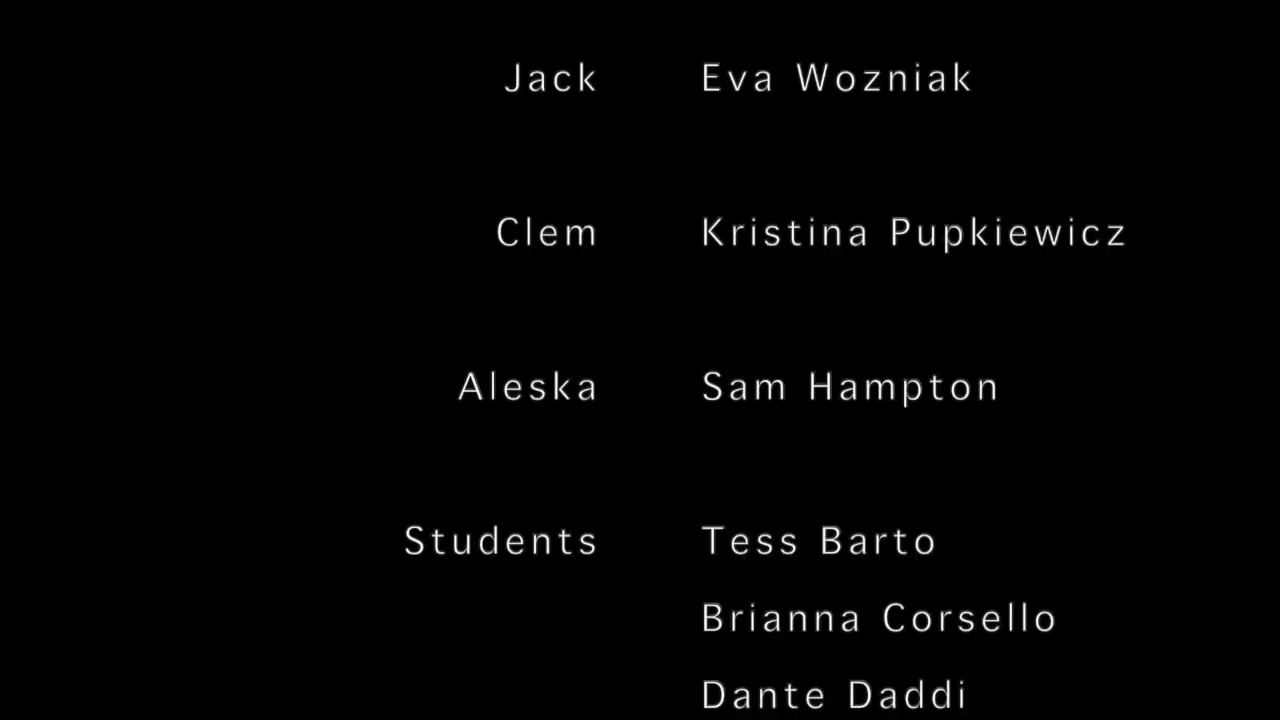 Jack Eva Wozniak
Clem Kristina Pupkiewicz
Aleska Sam Hampton
Students Tess Barto
Brianna Corsello
Dante Daddi